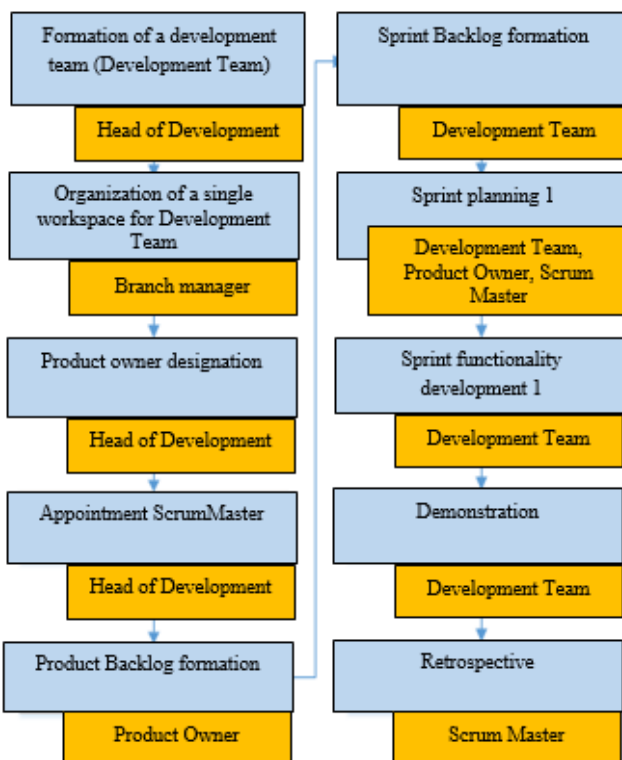 Formation of a development
team (Development Team)
Head of Development
Organization of a single
workspace for Development
Team
Branch manager
Product owner designation
Head of Development
Appointment ScrumMaster
Head of Development
Product Backlog formation
Product Owner
Sprint Backlog formation
Development Team
Sprint planning 1
Development Team,
Product Owner, Scrum
Master
Sprint functionality
development 1
Development Team
Demonstration
Development Team
Retrospective
Scrum Master